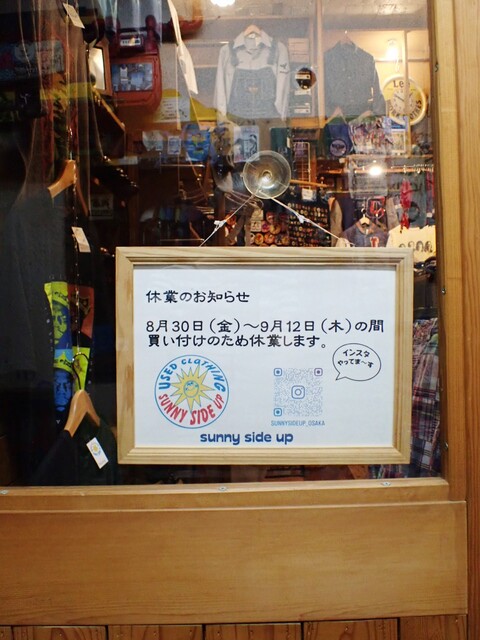 休業のお知らせ
8月30日(金)～9月12日(木)の間
買い付けのため休業します。
インスタ
やってま〜す
USED CLOTHING
SUNNY SIDE UP
SUNNYSIDEUP_OSAKA
sunny side up
Le